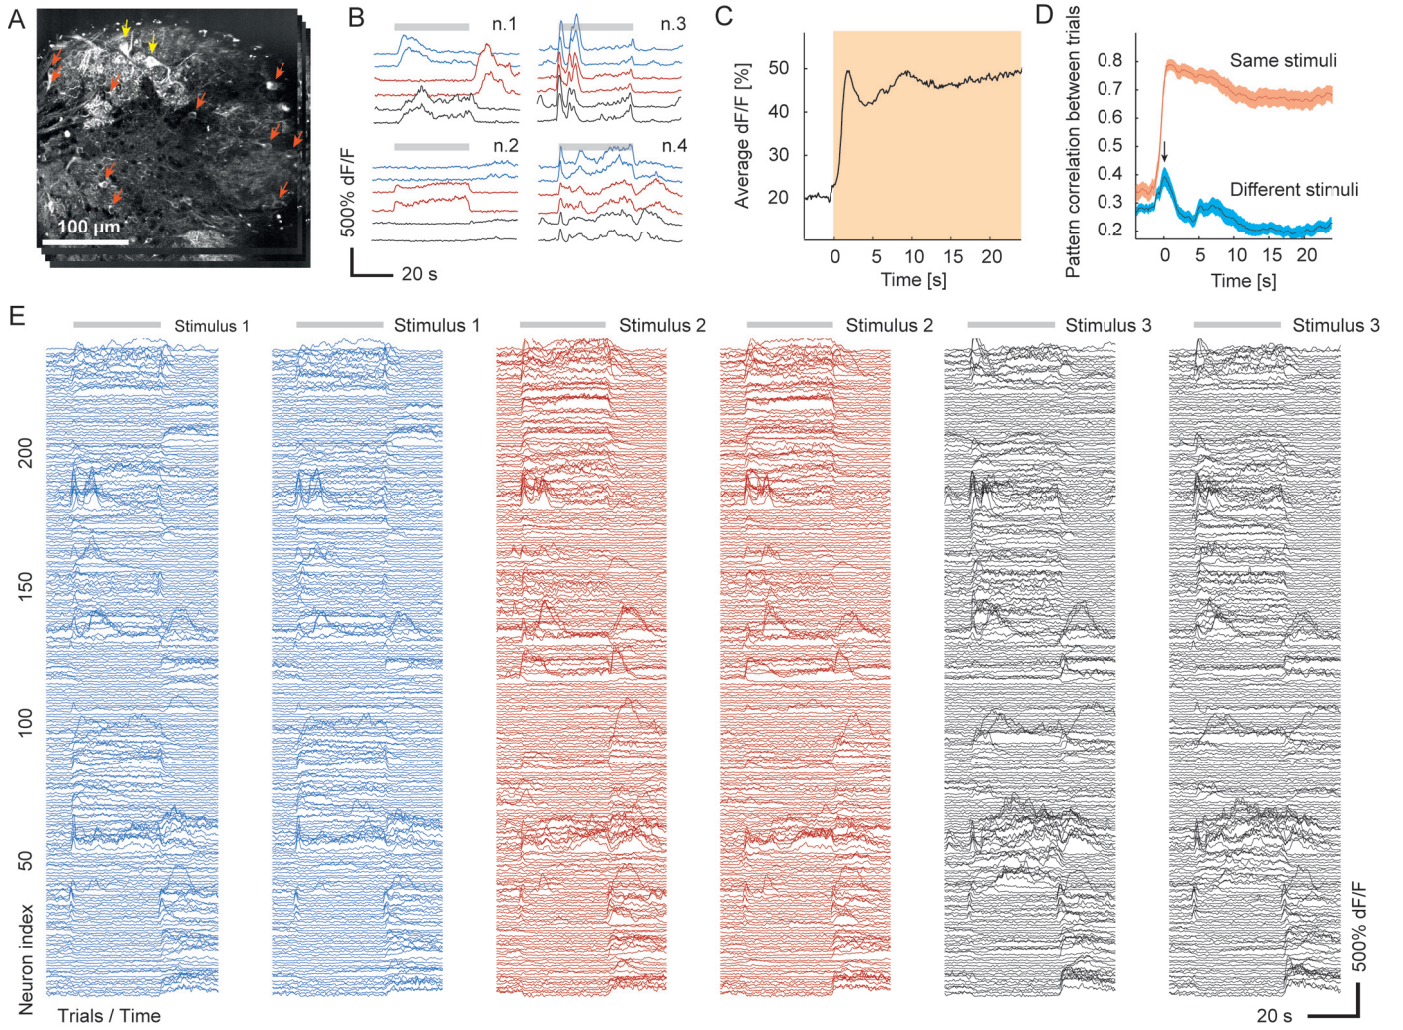 A
100 µm
B
n.1
n.3
n.2
n.4
500% dF/F
20 s
C
Average dF/F [%]
50
40
30
20
0
5
10
15
20
Time [s]
D
Pattern correlation between trials
0.8
0.7
0.6
0.5
0.4
0.3
0.2
Same stimuli
Different stimuli
0
10
20
Time [s]
E
Stimulus 1
Stimulus 1
Stimulus 2
Stimulus 2
Stimulus 3
Stimulus 3
200
150
100
50
Neuron index
Trials / Time
500% dF/F
20 s